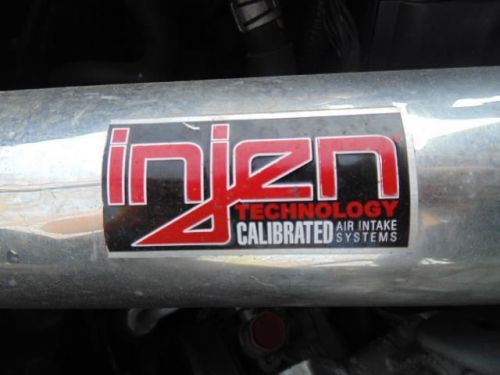 injen
TECHNOLOGY
CALIBRATED AIR INTAKE SYSTEMS